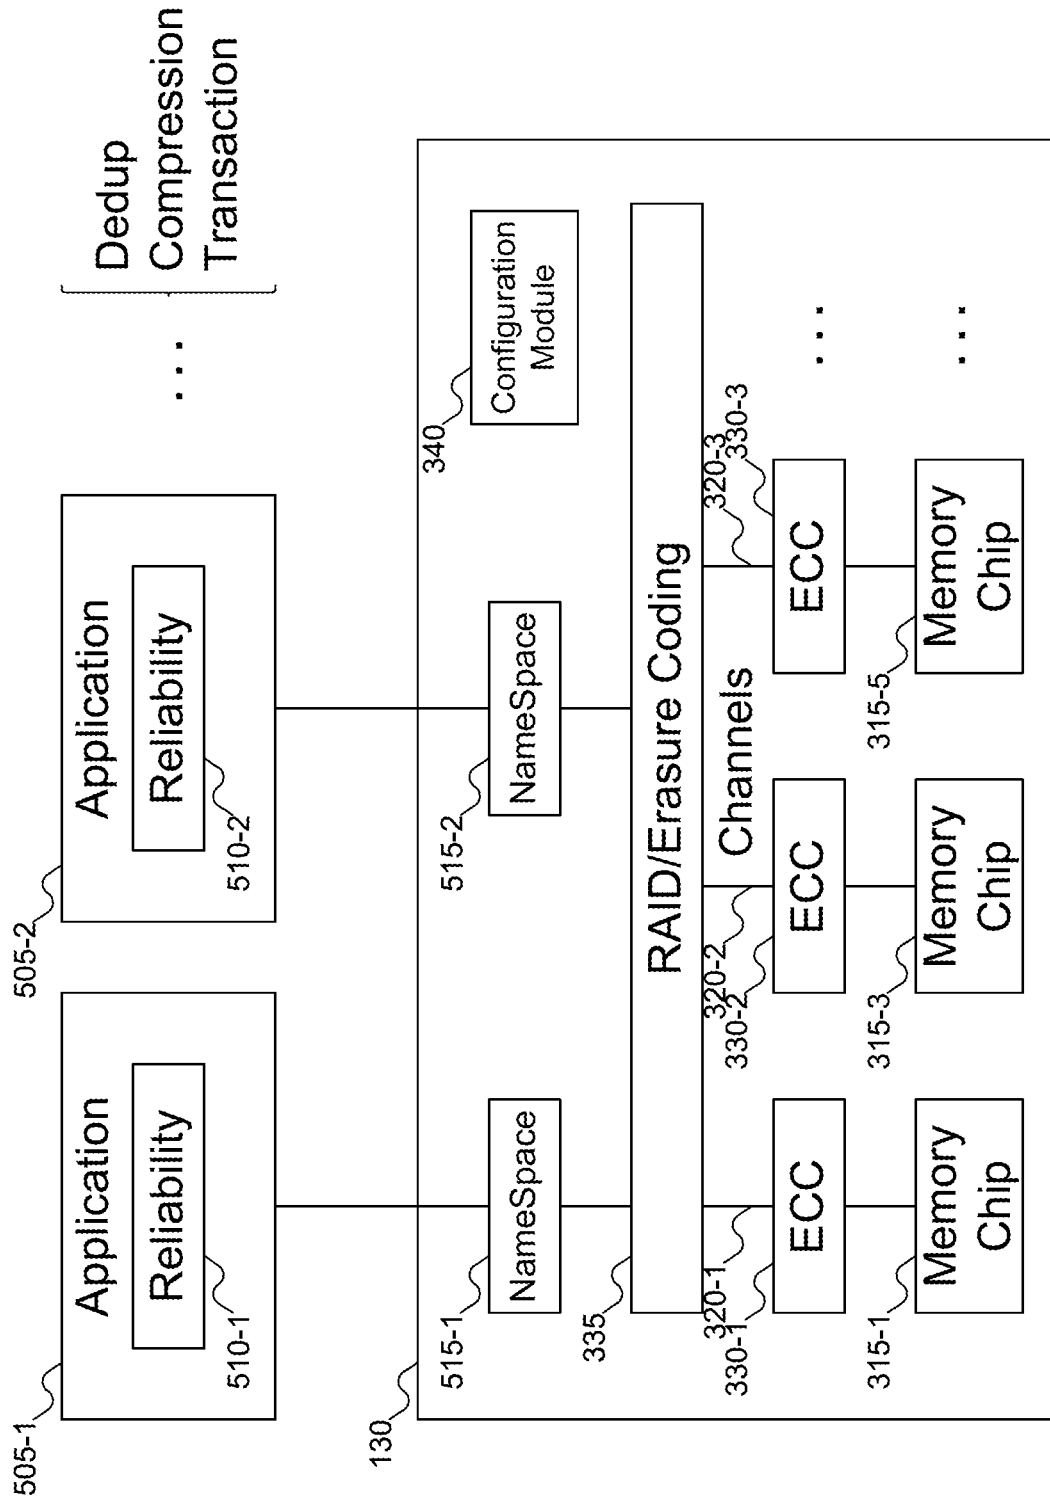 505-1
505-2
Application
Reliability
510-1
Application
Reliability
510-2
. . .
Dedup
Compression
Transaction
130
515-1
NameSpace
515-2
NameSpace
340
Configuration
Module
335
RAID/Erasure Coding
Channels
320-1
330-1
ECC
320-2
330-2
ECC
320-3
330-3
ECC
. . .
315-1
Memory
Chip
315-3
Memory
Chip
315-5
Memory
Chip
. . .